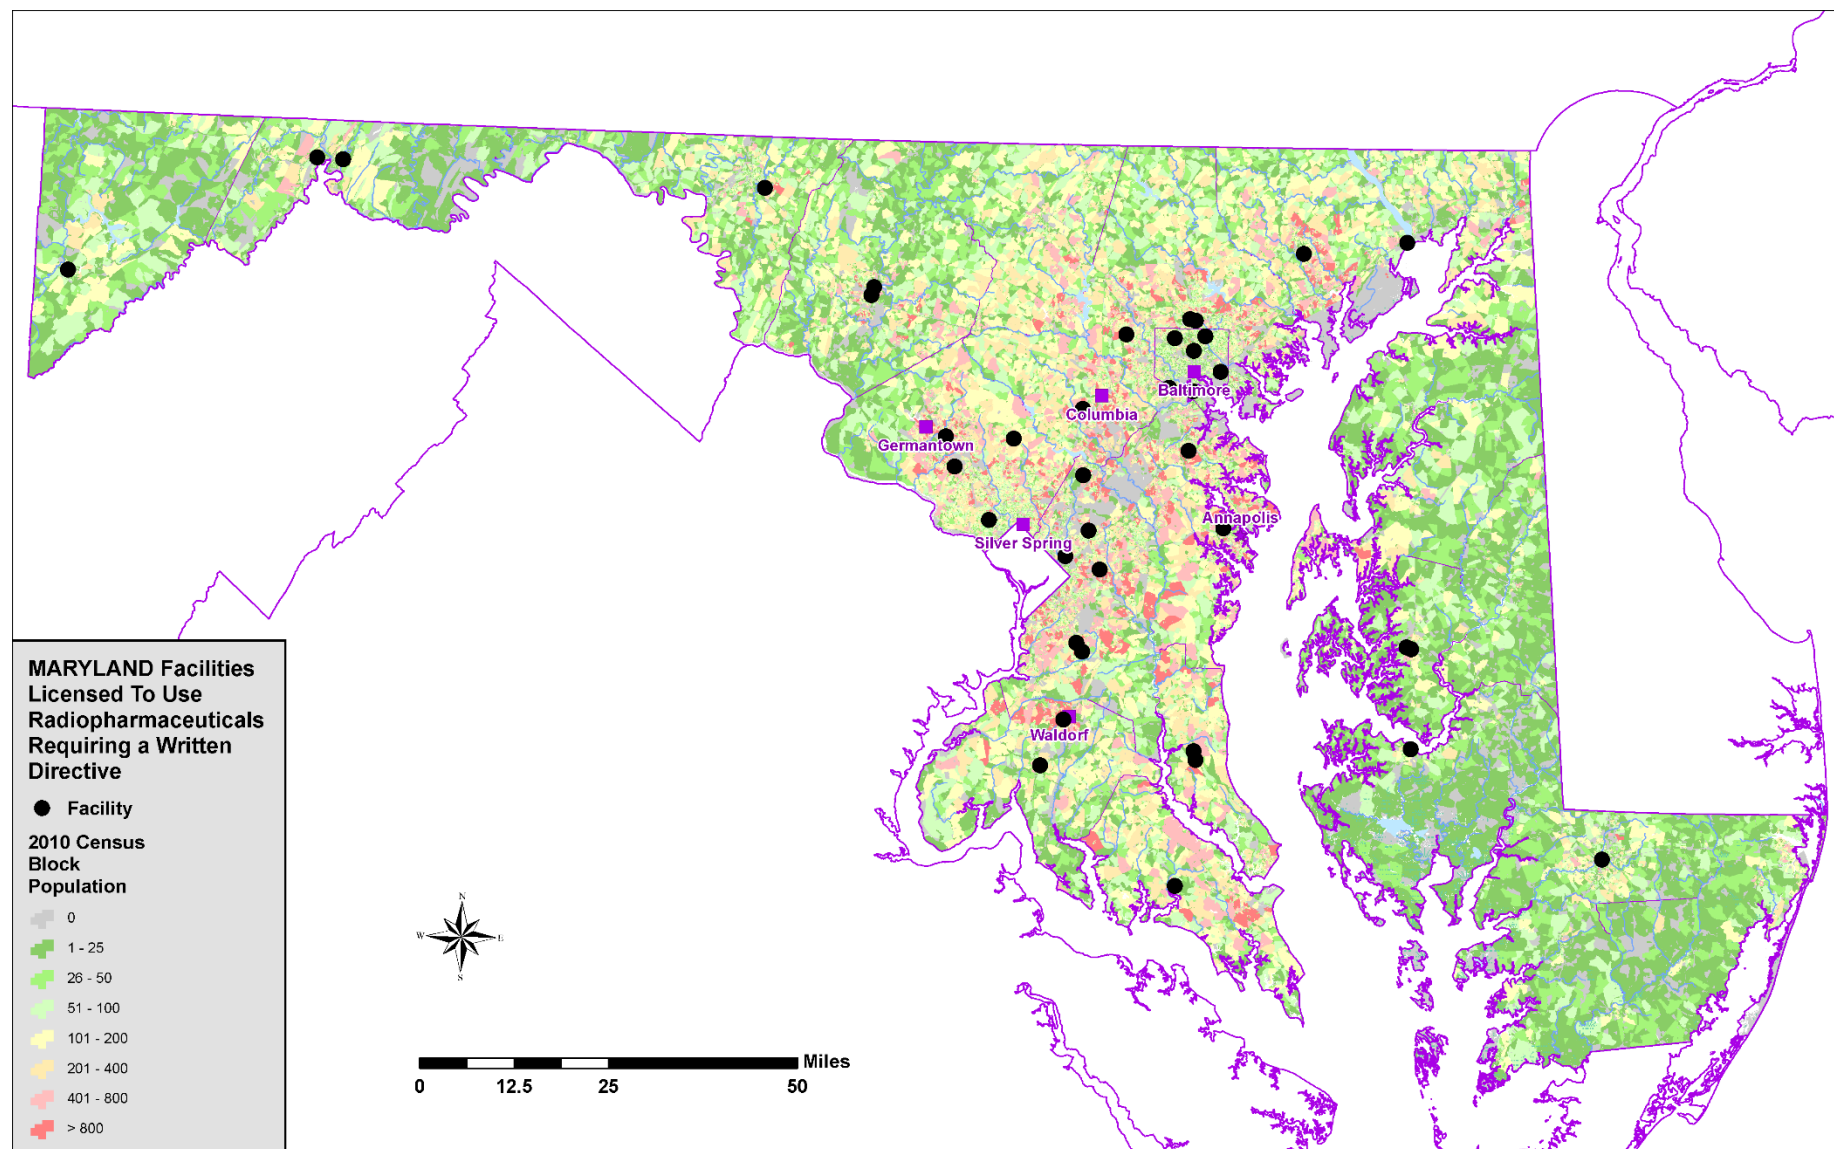 Baltimore
Columbia
Germantown
Annapolis
Silver Spring
Waldorf
MARYLAND Facilities
Licensed To Use
Radiopharmaceuticals
Requiring a Written
Directive
Facility
2010 Census
Block
Population
0
1 - 25
26 - 50
51 - 100
101 - 200
201 - 400
401 - 800
> 800
N
W E
S
Miles
0 12.5 25 50